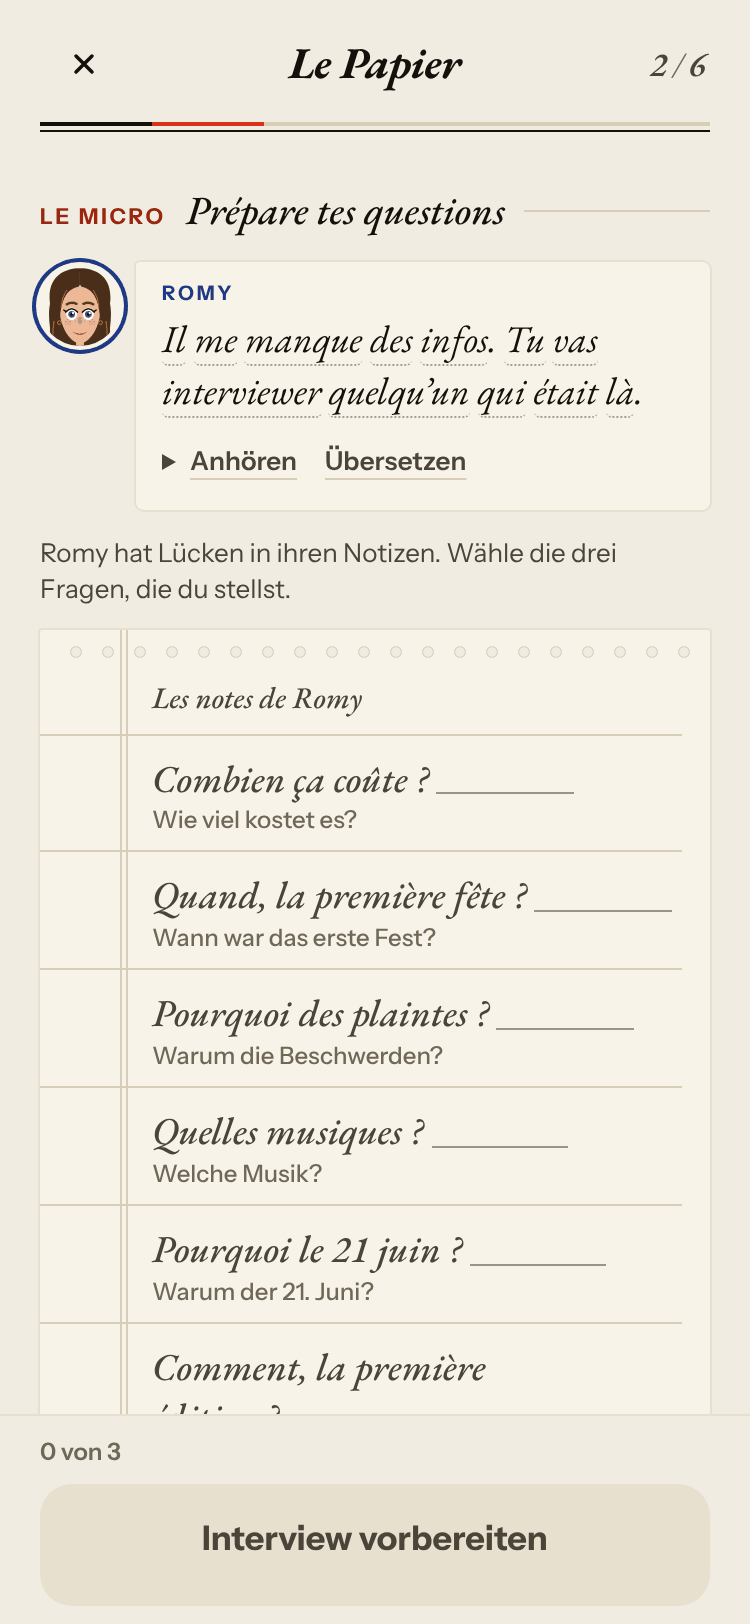 Le Papier
2/6
LE MICRO Prépare tes questions
ROMY
Il me manque des infos. Tu vas
interviewer quelqu’un qui était là.
Anhören Übersetzen
Romy hat Lücken in ihren Notizen. Wähle die drei
Fragen, die du stellst.
Les notes de Romy
Combien ça coûte ?
Wie viel kostet es?
Quand, la première fête ?
Wann war das erste Fest?
Pourquoi des plaintes ?
Warum die Beschwerden?
Quelles musiques ?
Welche Musik?
Pourquoi le 21 juin ?
Warum der 21. Juni?
Comment, la première
0 von 3
Interview vorbereiten